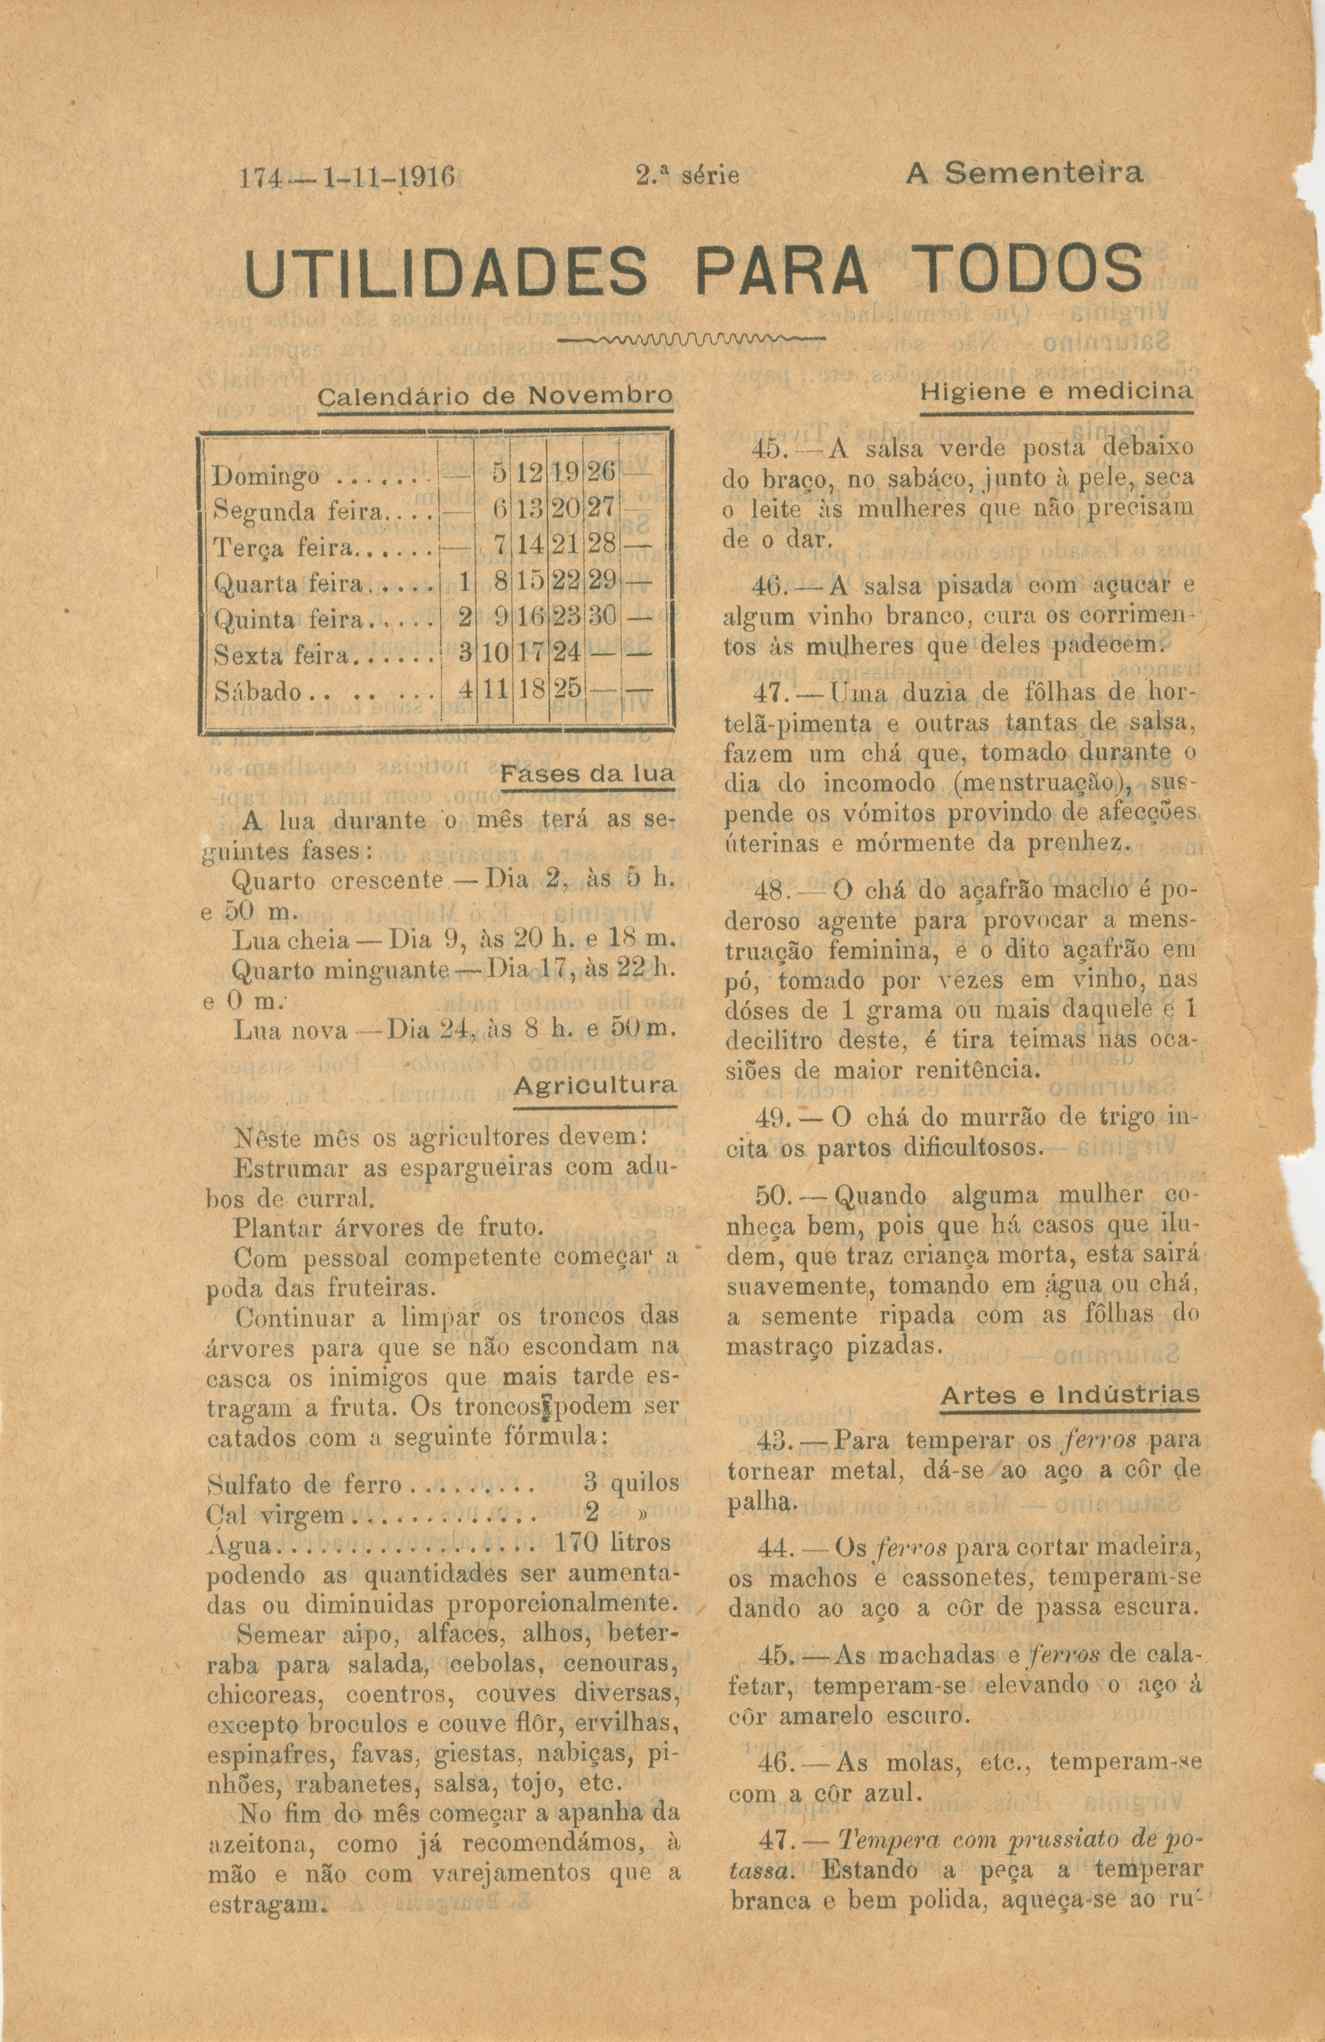 174 — 1-11-1916 2.ª série A Sementeira
UTILIDADES PARA TODOS
Calendário de Novembro
Domingo ....... — 5 12 19 26 —
Segunda feira.... — 6 13 20 27 —
Terça feira...... — 7 14 21 28 —
Quarta feira..... 1 8 15 22 29 —
Quinta feira..... 2 9 16 23 30 —
Sexta feira...... 3 10 17 24 — —
Sábado.. .. ... 4 11 18 25 — —
Fases da lua
A lua durante o mês terá as se-
guintes fases:
Quarto crescente — Dia 2, às 5 h.
e 50 m.
Lua cheia — Dia 9, às 20 h. e 18 m.
Quarto minguante — Dia 17, às 22 h.
e 0 m.
Lua nova — Dia 24, às 8 h. e 50 m.
Agricultura
Nêste mês os agricultores devem:
Estrumar as espargueiras com adu-
bos de curral.
Plantar árvores de fruto.
Com pessoal competente começar a
poda das fruteiras.
Continuar a limpar os troncos das
árvores para que se não escondam na
casca os inimigos que mais tarde es-
tragam a fruta. Os troncos podem ser
catados com a seguinte fórmula:
Sulfato de ferro......... 3 quilos
Cal virgem............. 2 »
Água.................. 170 litros
podendo as quantidades ser aumenta-
das ou diminuidas proporcionalmente.
Semear aipo, alfaces, alhos, beter-
raba para salada, cebolas, cenouras,
chicoreas, coentros, couves diversas,
excepto broculos e couve flôr, ervilhas,
espinafres, favas, giestas, nabiças, pi-
nhões, rabanetes, salsa, tojo, etc.
No fim do mês começar a apanha da
azeitona, como já recomendámos, à
mão e não com varejamentos que a
estragam.
Higiene e medicina
45. — A salsa verde posta debaixo
do braço, no sabáco, junto à pele, seca
o leite às mulheres que não precisam
de o dar.
46. — A salsa pisada com açucar e
algum vinho branco, cura os corrimen-
tos às mulheres que deles padecem.
47. — Uma duzia de fôlhas de hor-
telã-pimenta e outras tantas de salsa,
fazem um chá que, tomado durante o
dia do incomodo (menstruação), sus-
pende os vómitos provindo de afecções
úterinas e mórmente da prenhez.
48. — O chá do açafrão macho é po-
deroso agente para provocar a mens-
truação feminina, e o dito açafrão em
pó, tomado por vezes em vinho, nas
dóses de 1 grama ou mais daquele e 1
decilitro deste, é tira teimas nas oca-
siões de maior renitência.
49. — O chá do murrão de trigo in-
cita os partos dificultosos.
50. — Quando alguma mulher co-
nheça bem, pois que há casos que ilu-
dem, que traz criança morta, esta sairá
suavemente, tomando em água ou chá,
a semente ripada com as fôlhas do
mastraço pizadas.
Artes e Indústrias
43. — Para temperar os ferros para
tornear metal, dá-se ao aço a côr de
palha.
44. — Os ferros para cortar madeira,
os machos e cassonetes, temperam-se
dando ao aço a côr de passa escura.
45. — As machadas e ferros de cala-
fetar, temperam-se elevando o aço à
côr amarelo escuro.
46. — As molas, etc., temperam-se
com a côr azul.
47. — Tempera com prussiato de po-
tassa. Estando a peça a temperar
branca e bem polida, aqueça-se ao ru-